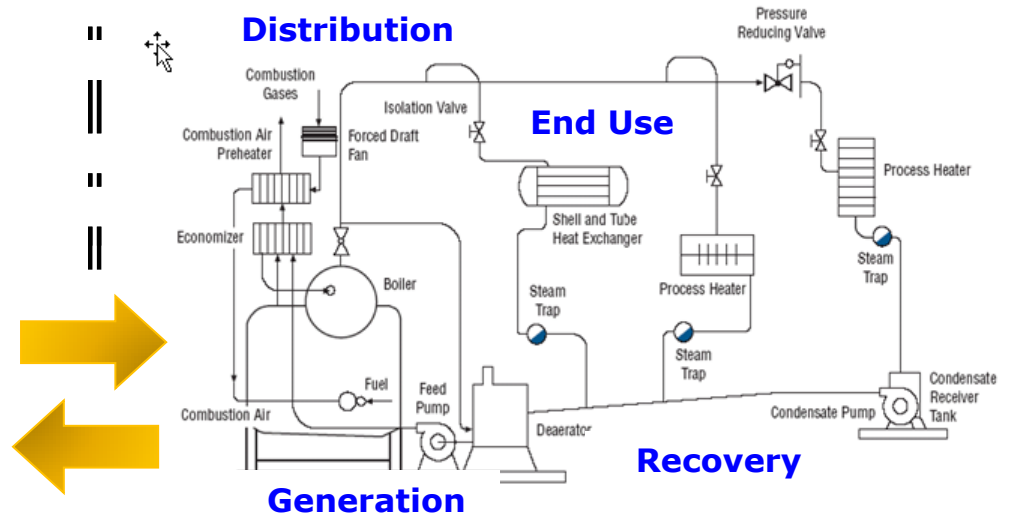 Distribution
Pressure
Reducing Valve
Combustion
Gases
Isolation Valve
End Use
Combustion Air
Preheater
Forced Draft
Fan
Process Heater
Shell and Tube
Heat Exchanger
Economizer
Steam
Trap
Boiler
Process Heater
Steam
Trap
Steam
Trap
Fuel
Feed
Pump
Condensate
Receiver
Tank
Combustion Air
Condensate Pump
Deaerator
Recovery
Generation